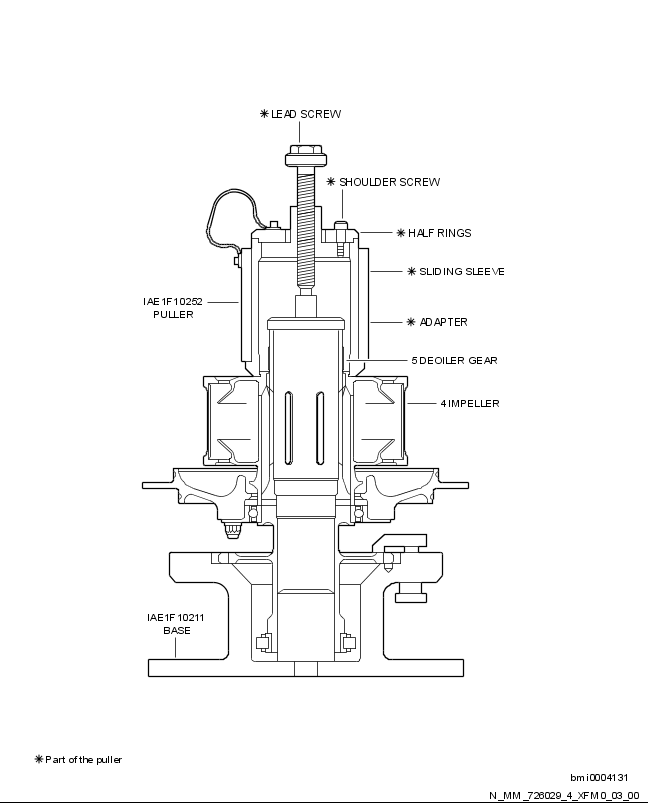 ✳ LEAD SCREW
✳ SHOULDER SCREW
✳ HALF RINGS
✳ SLIDING SLEEVE
IAE1F10252
PULLER
✳ ADAPTER
5 DEOILER GEAR
4 IMPELLER
IAE1F10211
BASE
✳ Part of the puller
bmi0004131
N_MM_726029_4_XFM0_03_00